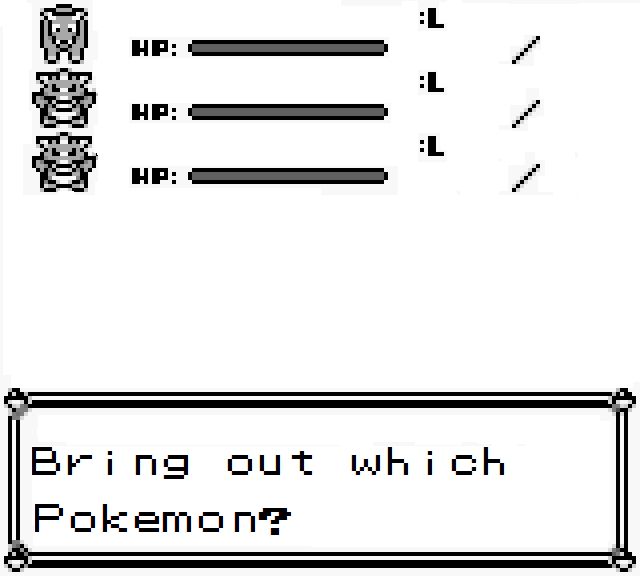 :L
HP: /
:L
HP: /
:L
HP: /
Bring out which
Pokemon?